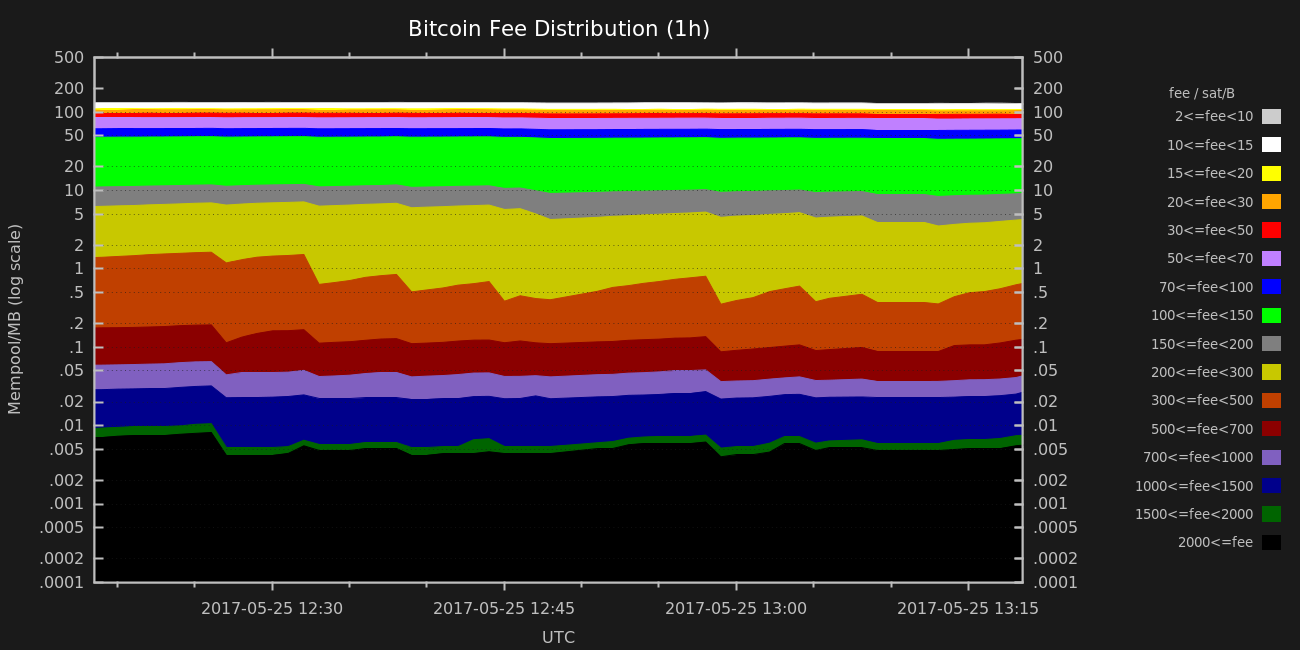 Bitcoin Fee Distribution (1h)
500
200
100
50
20
10
5
2
1
.5
.2
.1
.05
.02
.01
.005
.002
.001
.0005
.0002
.0001
Mempool/MB (log scale)
500
200
100
50
20
10
5
2
1
.5
.2
.1
.05
.02
.01
.005
.002
.001
.0005
.0002
.0001
2017-05-25 12:30
2017-05-25 12:45
2017-05-25 13:00
2017-05-25 13:15
UTC
fee / sat/B
2<=fee<10
10<=fee<15
15<=fee<20
20<=fee<30
30<=fee<50
50<=fee<70
70<=fee<100
100<=fee<150
150<=fee<200
200<=fee<300
300<=fee<500
500<=fee<700
700<=fee<1000
1000<=fee<1500
1500<=fee<2000
2000<=fee